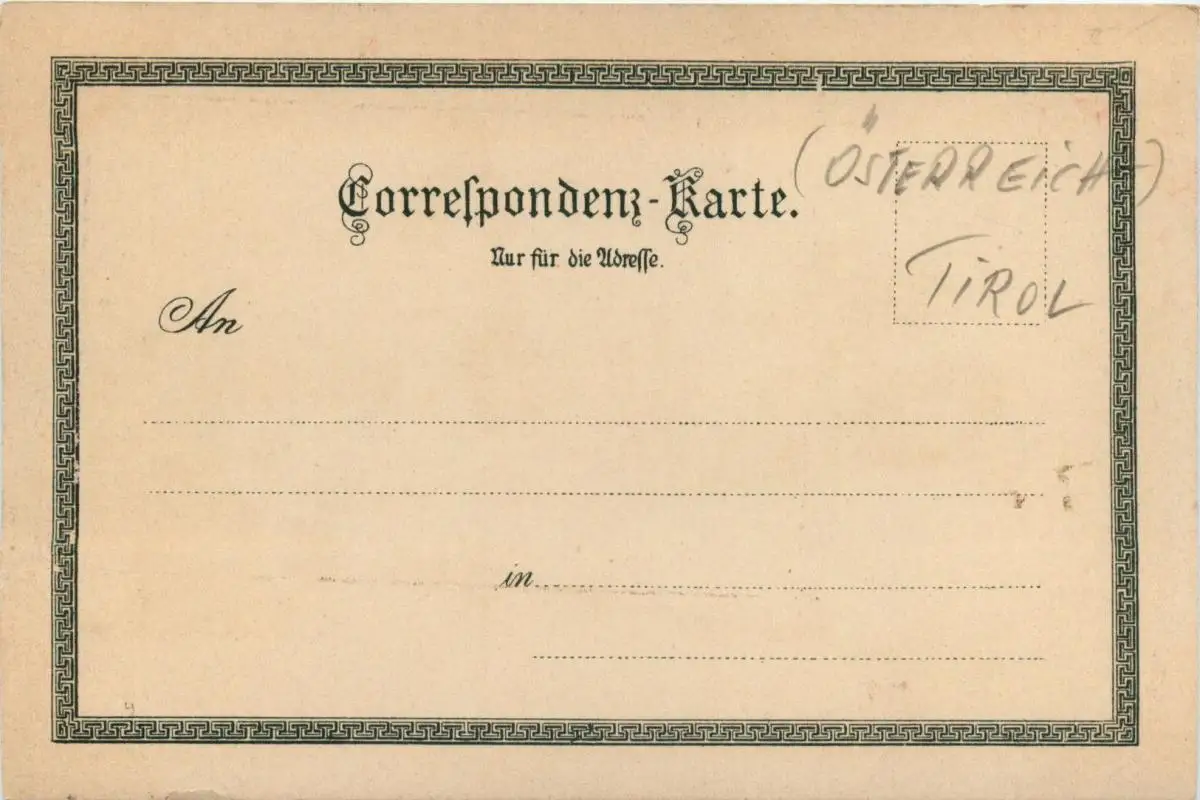 Correſpondenz-Karte.
(ÖSTERREICH)
Nur für die Adreſſe.
TiROL
An
in